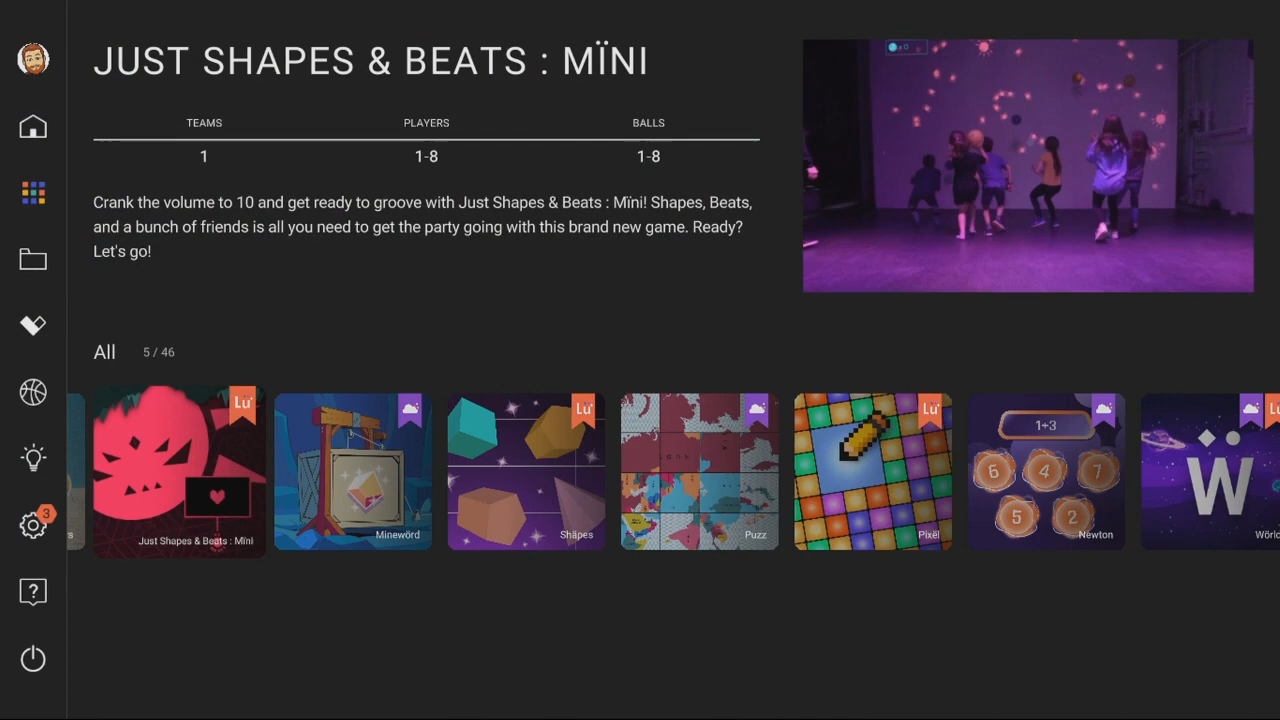 JUST SHAPES & BEATS : MÏNI
TEAMS
PLAYERS
BALLS
1
1-8
1-8
Crank the volume to 10 and get ready to groove with Just Shapes & Beats : Mïni! Shapes, Beats,
and a bunch of friends is all you need to get the party going with this brand new game. Ready?
Let's go!
All
5 / 46
Lü
Just Shapes & Beats : Mïni
Minewörd
Lü
Shäpes
Puzz
Lü
Pixël
1+3
6
4
7
5
2
Newton
Ẅ
3
?